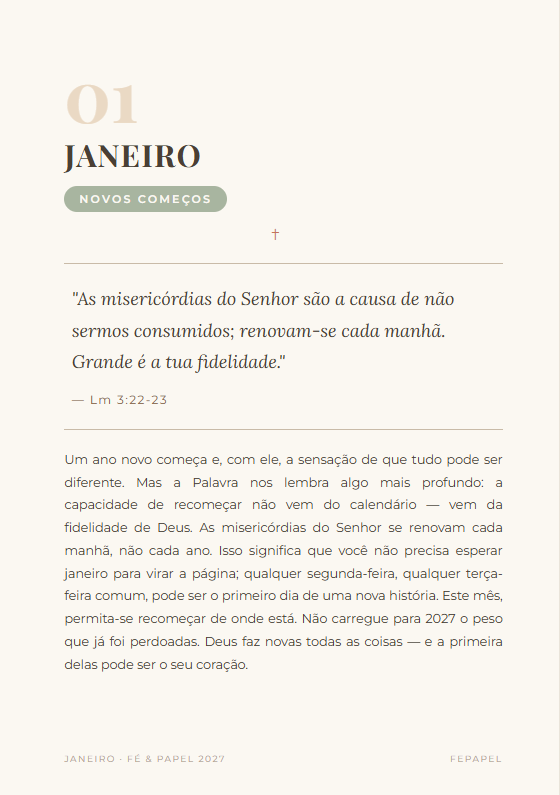 01
JANEIRO
NOVOS COMEÇOS
†
"As misericórdias do Senhor são a causa de não
sermos consumidos; renovam-se cada manhã.
Grande é a tua fidelidade."
— Lm 3:22-23
Um ano novo começa e, com ele, a sensação de que tudo pode ser
diferente. Mas a Palavra nos lembra algo mais profundo: a
capacidade de recomeçar não vem do calendário — vem da
fidelidade de Deus. As misericórdias do Senhor se renovam cada
manhã, não cada ano. Isso significa que você não precisa esperar
janeiro para virar a página; qualquer segunda-feira, qualquer terça-
feira comum, pode ser o primeiro dia de uma nova história. Este mês,
permita-se recomeçar de onde está. Não carregue para 2027 o peso
que já foi perdoadas. Deus faz novas todas as coisas — e a primeira
delas pode ser o seu coração.
JANEIRO · FÉ & PAPEL 2027
FEPAPEL